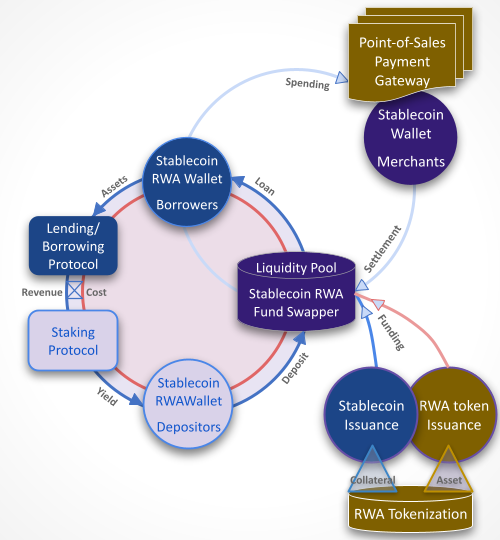 Point-of-Sales
Payment
Gateway
Spending
Stablecoin
Wallet
Merchants
Stablecoin
RWA Wallet
Borrowers
Assets
Loan
Lending/
Borrowing
Protocol
Settlement
Liquidity Pool
Stablecoin RWA
Fund Swapper
Revenue
Cost
Staking
Protocol
Funding
Deposit
Yield
Stablecoin
RWAWallet
Depositors
Stablecoin
Issuance
RWA token
Issuance
Collateral
Asset
RWA Tokenization